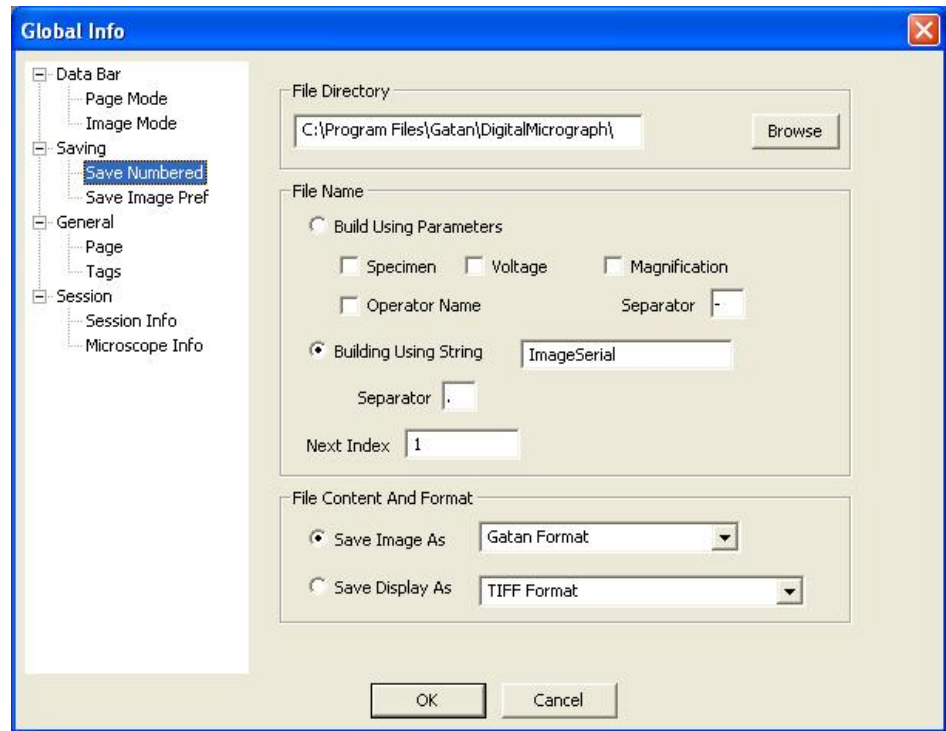 Global Info
Data Bar
Page Mode
Image Mode
Saving
Save Numbered
Save Image Pref
General
Page
Tags
Session
Session Info
Microscope Info
File Directory
C:\Program Files\Gatan\DigitalMicrograph\
Browse
File Name
Build Using Parameters
Specimen Voltage Magnification
Operator Name Separator -
Building Using String ImageSerial
Separator .
Next Index 1
File Content And Format
Save Image As Gatan Format
Save Display As TIFF Format
OK Cancel